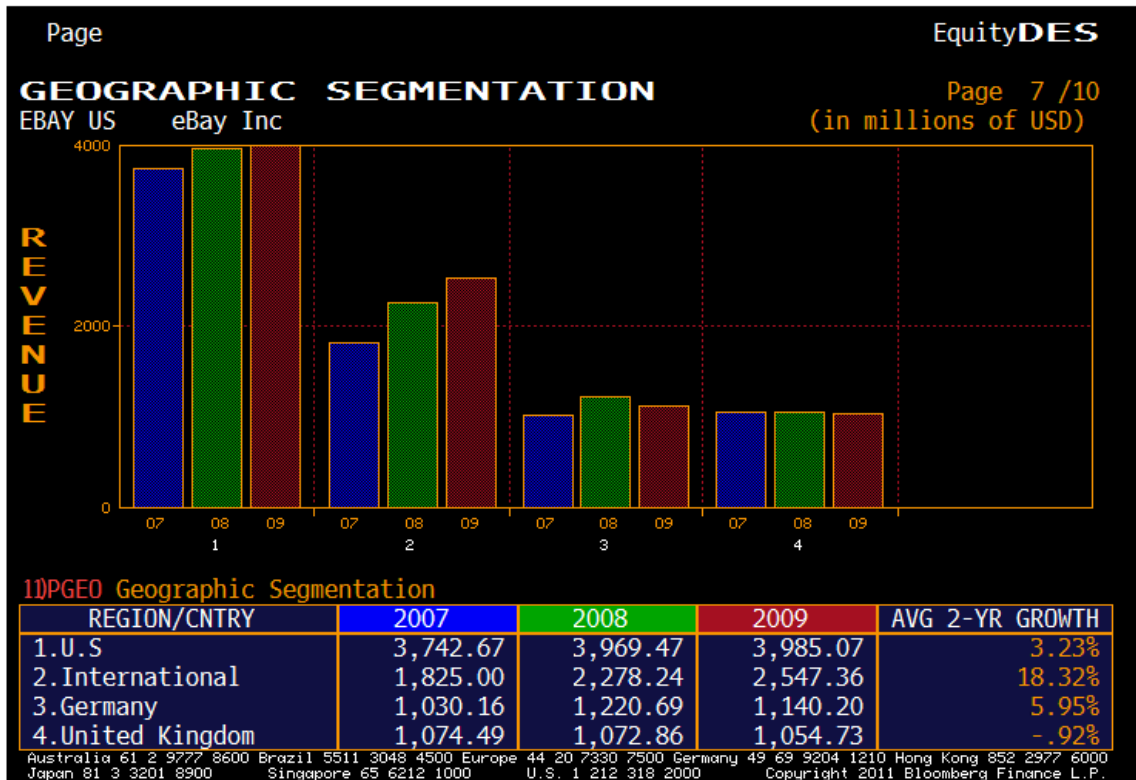 Page EquityDES
GEOGRAPHIC SEGMENTATION Page 7 /10
EBAY US eBay Inc (in millions of USD)
4000
REVENUE
2000
0
07 08 09 07 08 09 07 08 09 07 08 09
1 2 3 4
11)PGEO Geographic Segmentation
REGION/CNTRY 2007 2008 2009 AVG 2-YR GROWTH
1.U.S 3,742.67 3,969.47 3,985.07 3.23%
2.International 1,825.00 2,278.24 2,547.36 18.32%
3.Germany 1,030.16 1,220.69 1,140.20 5.95%
4.United Kingdom 1,074.49 1,072.86 1,054.73 -.92%
Australia 61 2 9777 8600 Brazil 5511 3048 4500 Europe 44 20 7330 7500 Germany 49 69 9204 1210 Hong Kong 852 2977 6000
Japan 81 3 3201 8900 Singapore 65 6212 1000 U.S. 1 212 318 2000 Copyright 2011 Bloomberg Finance L.P.